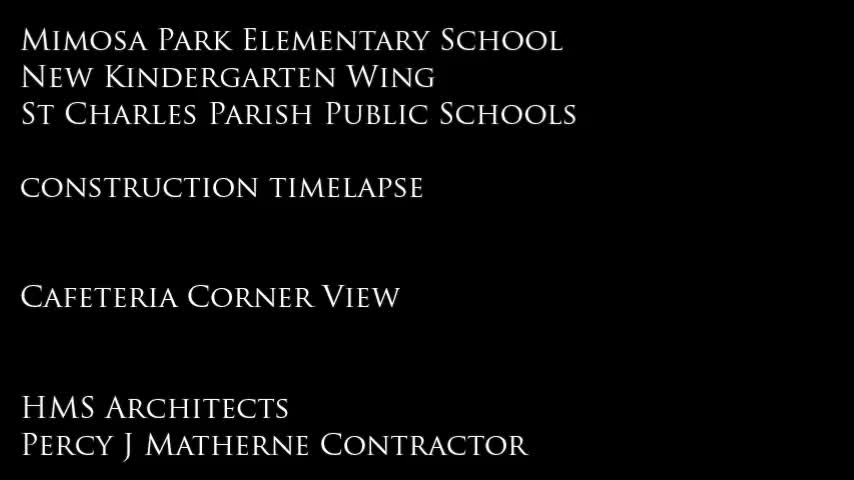 Mimosa Park Elementary School
New Kindergarten Wing
St Charles Parish Public Schools
construction timelapse
Cafeteria Corner View
HMS Architects
Percy J Matherne Contractor